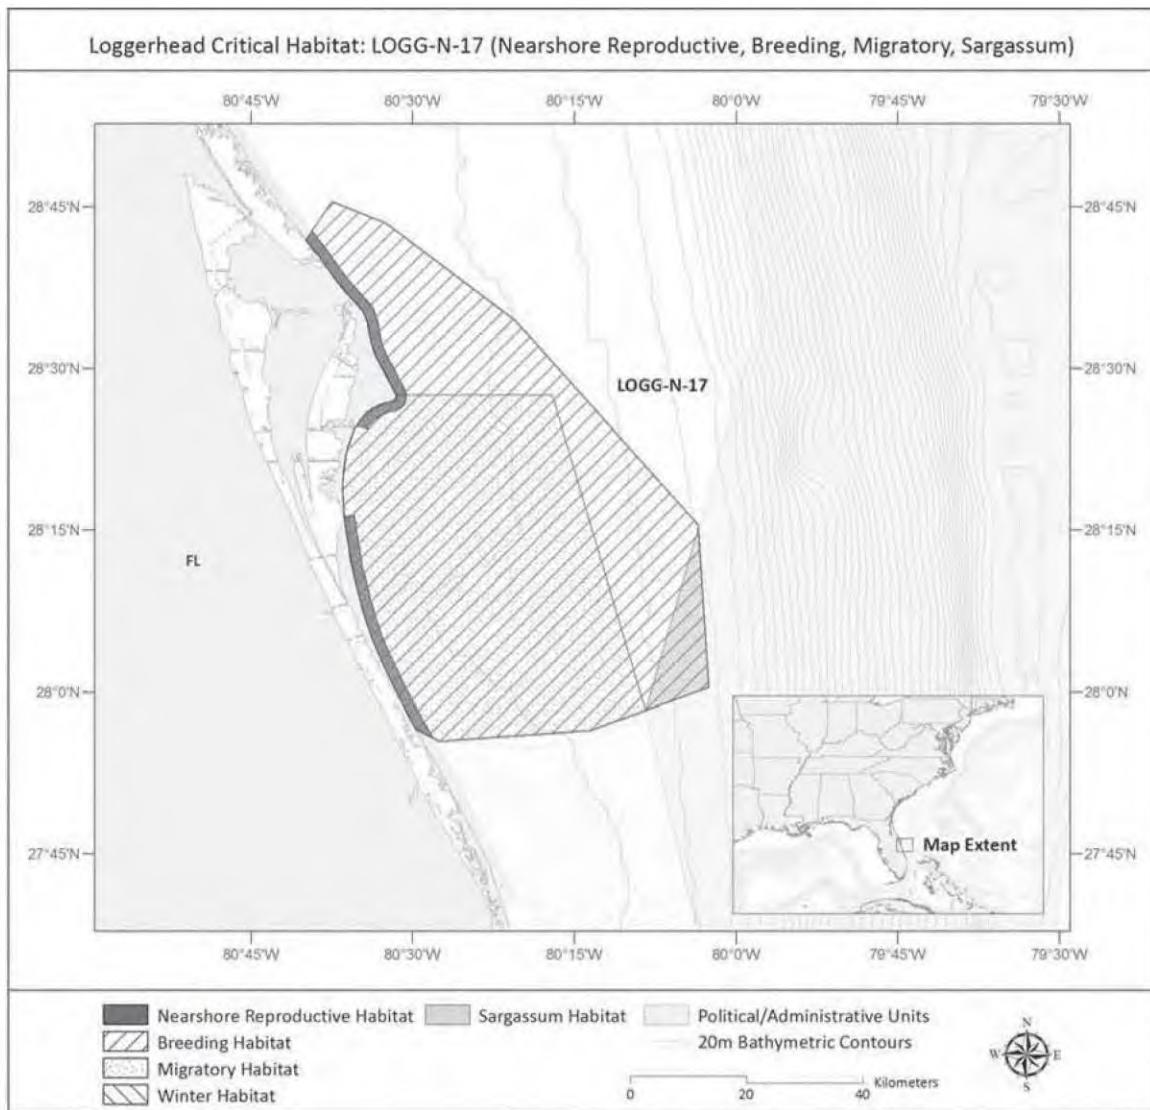 Loggerhead Critical Habitat: LOGG-N-17 (Nearshore Reproductive, Breeding, Migratory, Sargassum)
80°45'W 80°30'W 80°15'W 80°0'W 79°45'W 79°30'W
28°45'N 28°45'N
28°30'N 28°30'N
LOGG-N-17
28°15'N 28°15'N
FL
28°0'N 28°0'N
Map Extent
27°45'N 27°45'N
80°45'W 80°30'W 80°15'W 80°0'W 79°45'W 79°30'W
Nearshore Reproductive Habitat Sargassum Habitat Political/Administrative Units
Breeding Habitat 20m Bathymetric Contours
Migratory Habitat
Winter Habitat
0 20 40 Kilometers
N
W E
S